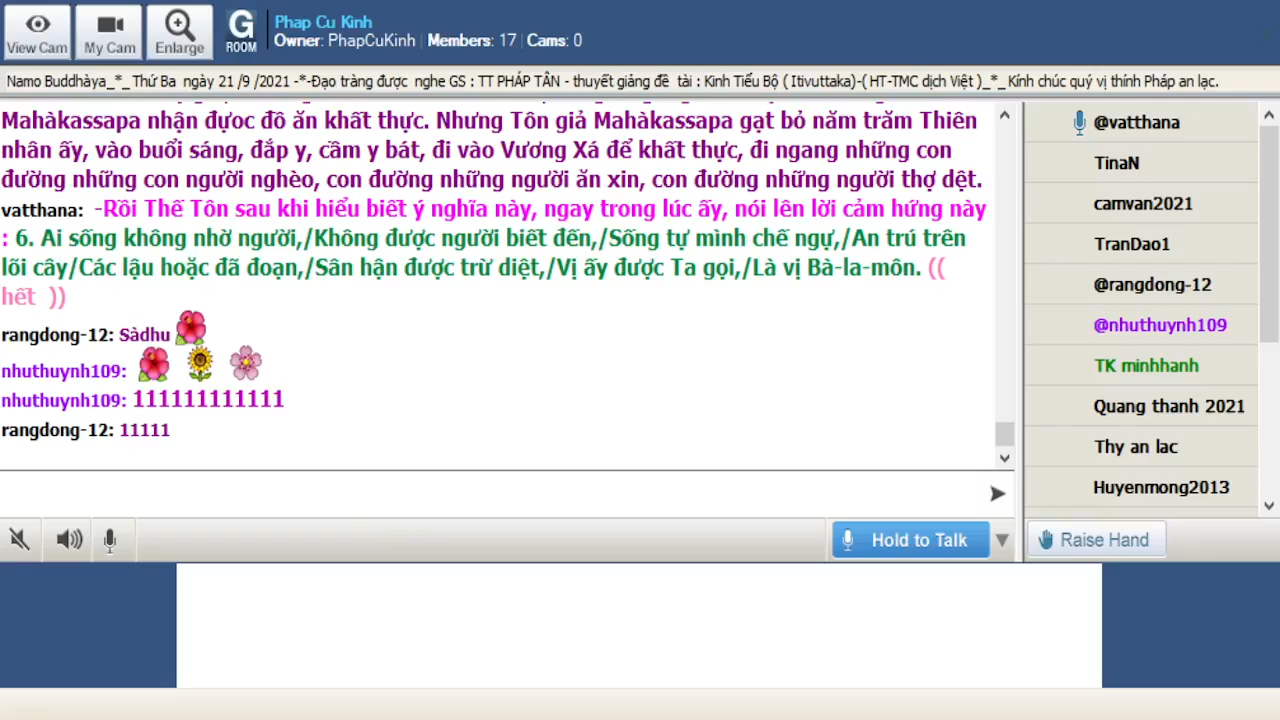 View Cam
My Cam
Enlarge
G
ROOM
Phap Cu Kinh
Owner: PhapCuKinh | Members: 17 | Cams: 0
Namo Buddhàya_*_Thứ Ba ngày 21 /9 /2021 -*-Đạo tràng được nghe GS : TT PHÁP TÂN - thuyết giảng đề tài : Kinh Tiểu Bộ ( Itivuttaka)-( HT-TMC dịch Việt )_*_Kính chúc quý vị thính Pháp an lạc.
Mahàkassapa nhận đựoc đồ ăn khất thực. Nhưng Tôn giả Mahàkassapa gạt bỏ năm trăm Thiên
nhân ấy, vào buổi sáng, đắp y, cầm y bát, đi vào Vương Xá để khất thực, đi ngang những con
đường những con người nghèo, con đường những người ăn xin, con đường những người thợ dệt.
vatthana: -Rồi Thế Tôn sau khi hiểu biết ý nghĩa này, ngay trong lúc ấy, nói lên lời cảm hứng này
: 6. Ai sống không nhờ người,/Không được người biết đến,/Sống tự mình chế ngự,/An trú trên
lõi cây/Các lậu hoặc đã đoạn,/Sân hận được trừ diệt,/Vị ấy được Ta gọi,/Là vị Bà-la-môn. ((
hết ))
rangdong-12: Sàdhu
nhuthuynh109:
nhuthuynh109: 111111111111
rangdong-12: 11111
@vatthana
TinaN
camvan2021
TranDao1
@rangdong-12
@nhuthuynh109
TK minhhanh
Quang thanh 2021
Thy an lac
Huyenmong2013
Hold to Talk
Raise Hand